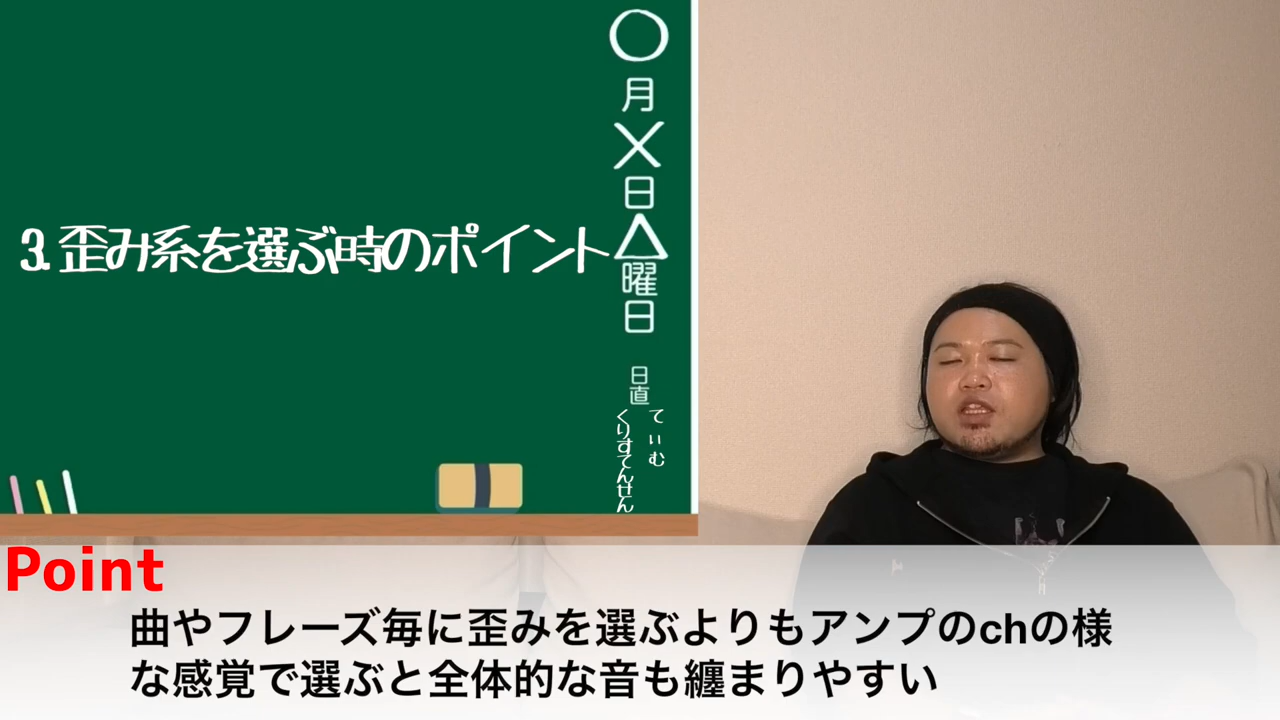 3.歪み系を選ぶ時のポイント
〇月×日△曜日
日直
てぃむ
くりすてんせん
Point
曲やフレーズ毎に歪みを選ぶよりもアンプのchの様
な感覚で選ぶと全体的な音も纏まりやすい